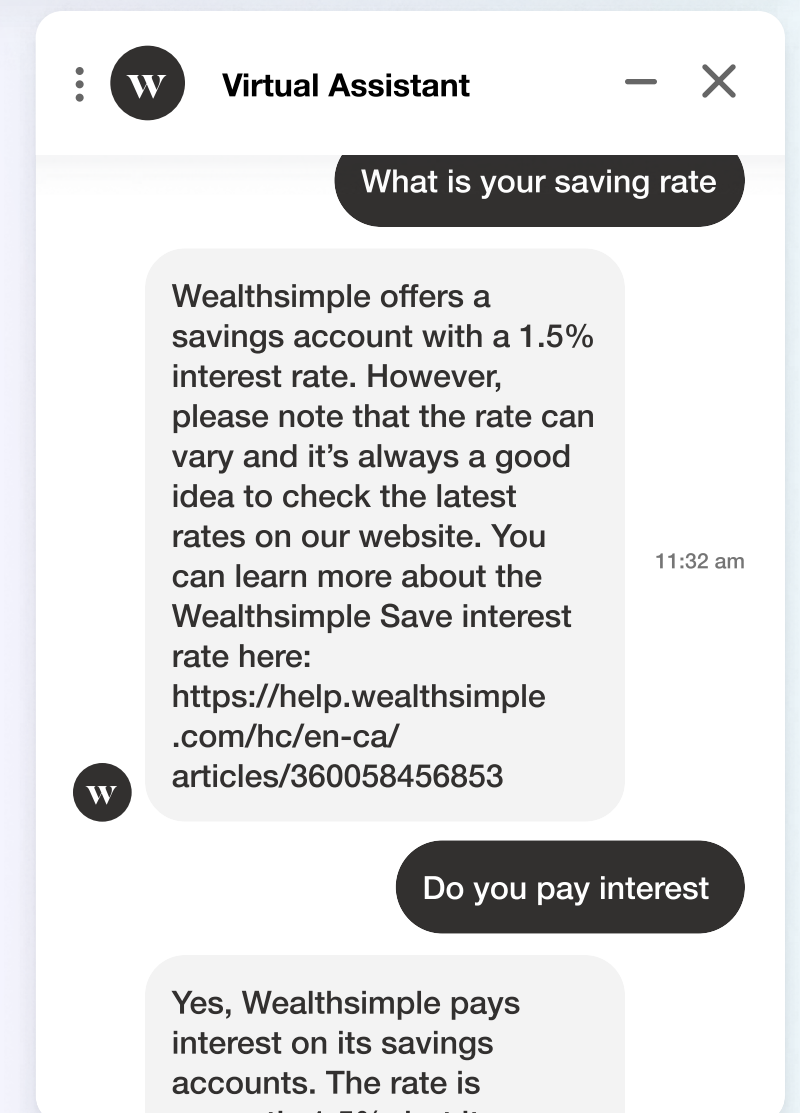 W
Virtual Assistant
What is your saving rate
Wealthsimple offers a
savings account with a 1.5%
interest rate. However,
please note that the rate can
vary and it’s always a good
idea to check the latest
rates on our website. You
can learn more about the
Wealthsimple Save interest
rate here:
https://help.wealthsimple
.com/hc/en-ca/
articles/360058456853
11:32 am
W
Do you pay interest
Yes, Wealthsimple pays
interest on its savings
accounts. The rate is